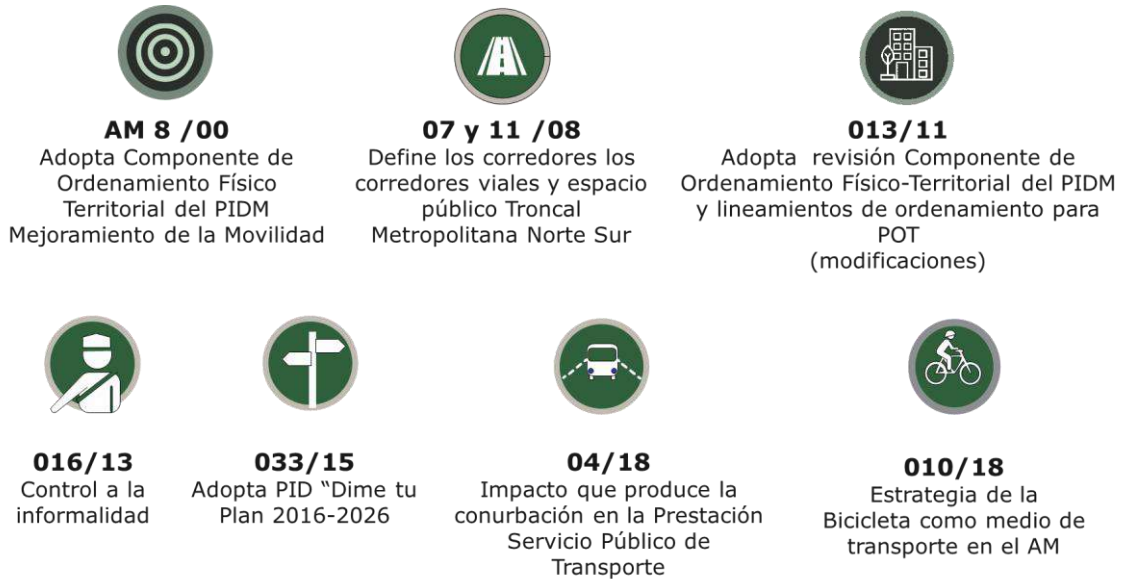 AM 8 /00
Adopta Componente de
Ordenamiento Físico
Territorial del PIDM
Mejoramiento de la Movilidad
07 y 11 /08
Define los corredores los
corredores viales y espacio
público Troncal
Metropolitana Norte Sur
013/11
Adopta revisión Componente de
Ordenamiento Físico-Territorial del PIDM
y lineamientos de ordenamiento para
POT
(modificaciones)
016/13
Control a la
informalidad
033/15
Adopta PID “Dime tu
Plan 2016-2026
04/18
Impacto que produce la
conurbación en la Prestación
Servicio Público de
Transporte
010/18
Estrategia de la
Bicicleta como medio de
transporte en el AM